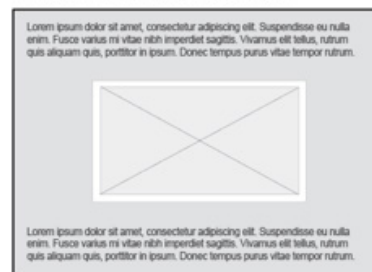 Lorem ipsum dolor sit amet, consectetur adipiscing elit. Suspendisse eu nulla
enim. Fusce varius mi vitae nibh imperdiet sagittis. Vivamus elit tellus, rutrum
quis aliquam quis, porttitor in ipsum. Donec tempus purus vitae tempor rutrum.
Lorem ipsum dolor sit amet, consectetur adipiscing elit. Suspendisse eu nulla
enim. Fusce varius mi vitae nibh imperdiet sagittis. Vivamus elit tellus, rutrum
quis aliquam quis, porttitor in ipsum. Donec tempus purus vitae tempor rutrum.